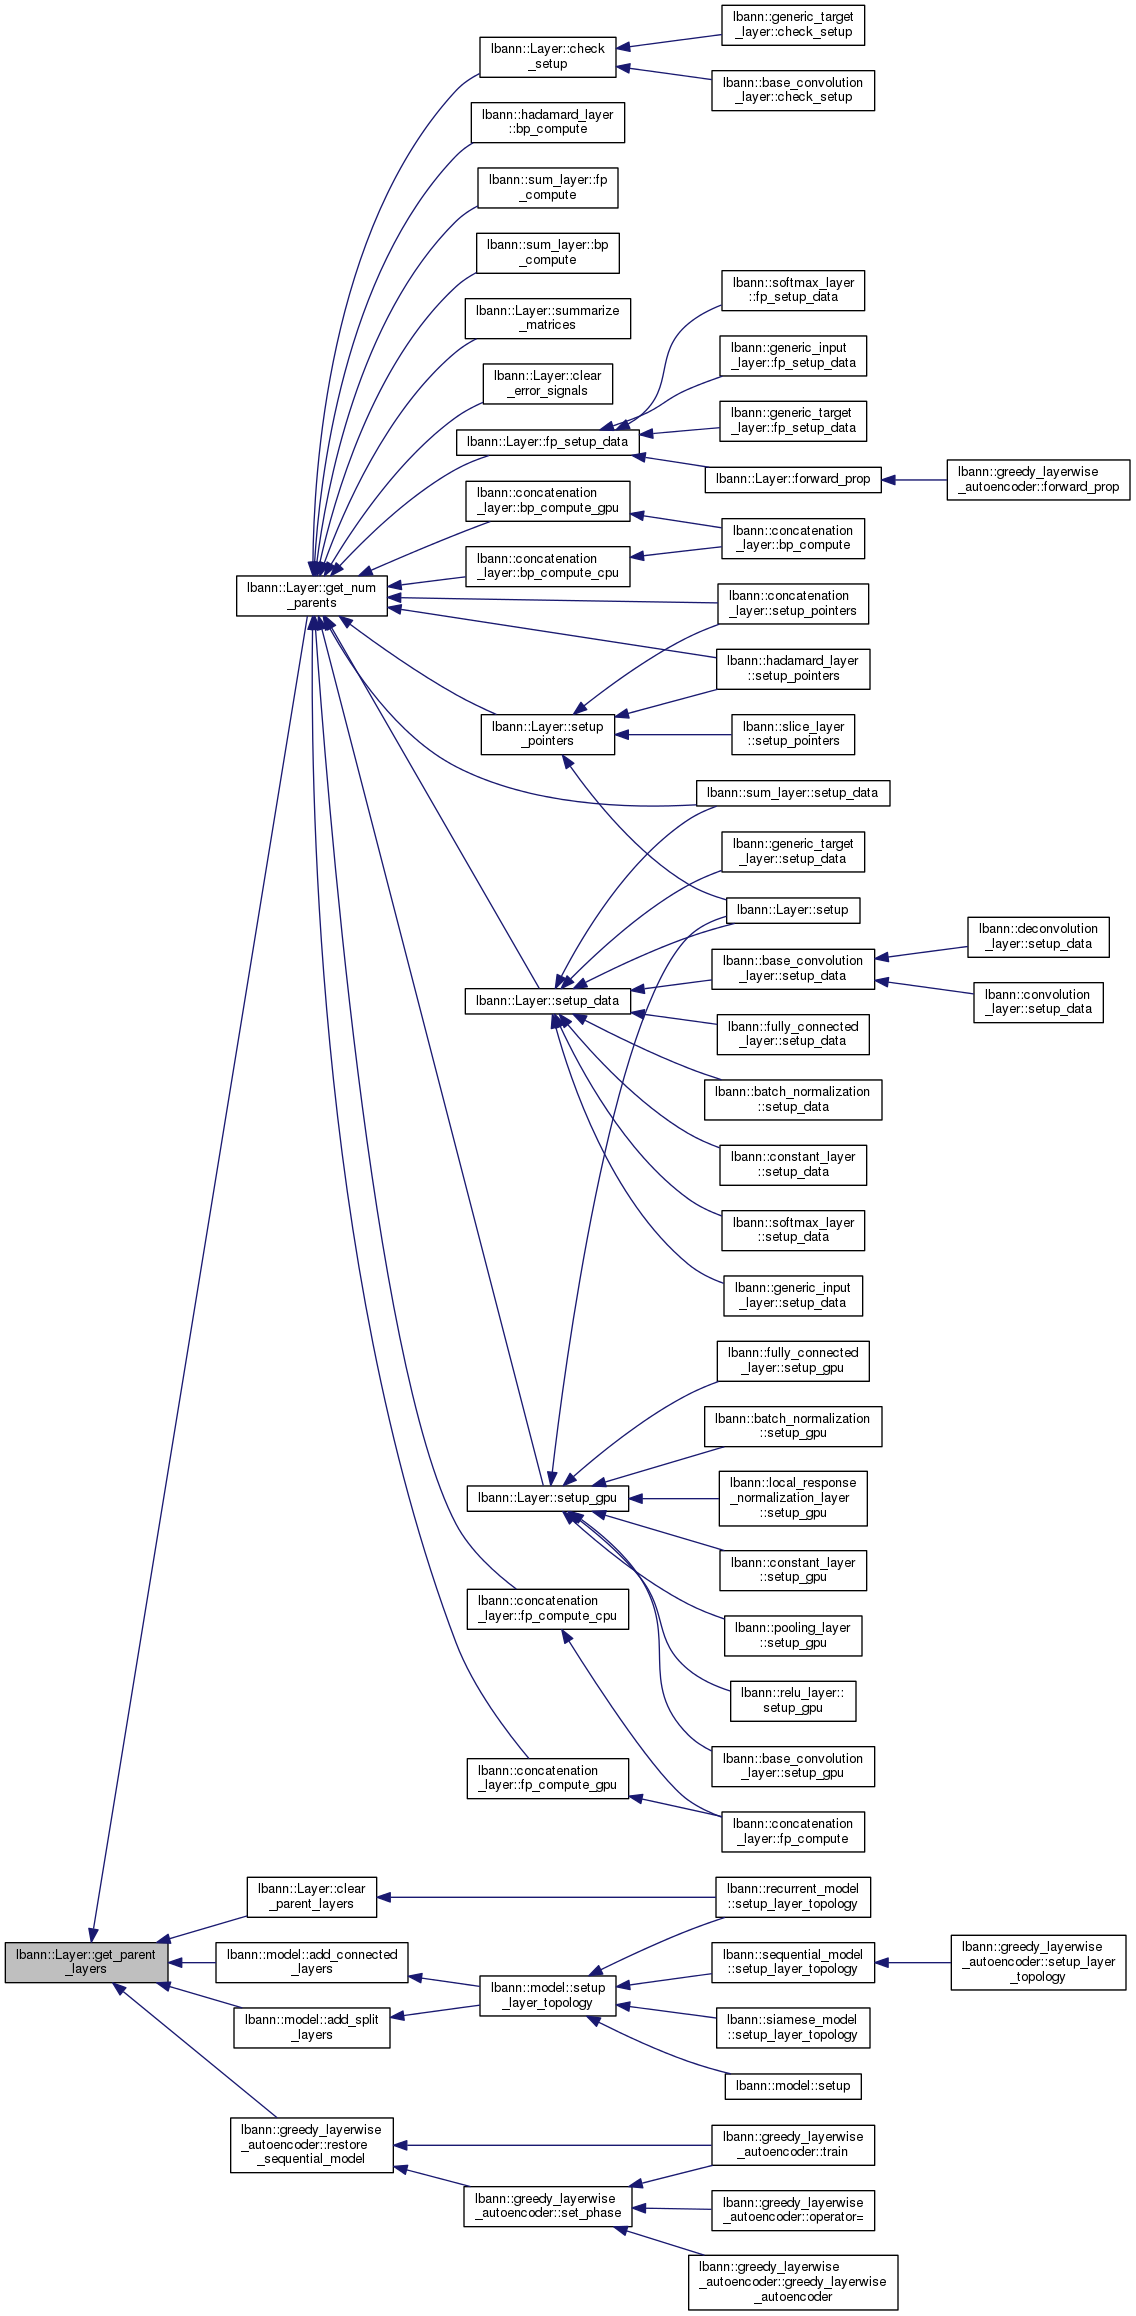 lbann::generic_target
_layer::check_setup
lbann::Layer::check
_setup
lbann::base_convolution
_layer::check_setup
lbann::hadamard_layer
::bp_compute
lbann::sum_layer::fp
_compute
lbann::sum_layer::bp
_compute
lbann::softmax_layer
::fp_setup_data
lbann::Layer::summarize
_matrices
lbann::generic_input
_layer::fp_setup_data
lbann::Layer::clear
_error_signals
lbann::generic_target
_layer::fp_setup_data
lbann::Layer::fp_setup_data
lbann::Layer::forward_prop
lbann::greedy_layerwise
_autoencoder::forward_prop
lbann::concatenation
_layer::bp_compute_gpu
lbann::concatenation
_layer::bp_compute
lbann::concatenation
_layer::bp_compute_cpu
lbann::Layer::get_num
_parents
lbann::concatenation
_layer::setup_pointers
lbann::hadamard_layer
::setup_pointers
lbann::Layer::setup
_pointers
lbann::slice_layer
::setup_pointers
lbann::sum_layer::setup_data
lbann::generic_target
_layer::setup_data
lbann::Layer::setup
lbann::deconvolution
_layer::setup_data
lbann::base_convolution
_layer::setup_data
lbann::Layer::setup_data
lbann::convolution
_layer::setup_data
lbann::fully_connected
_layer::setup_data
lbann::batch_normalization
::setup_data
lbann::constant_layer
::setup_data
lbann::softmax_layer
::setup_data
lbann::generic_input
_layer::setup_data
lbann::fully_connected
_layer::setup_gpu
lbann::batch_normalization
::setup_gpu
lbann::Layer::setup_gpu
lbann::local_response
_normalization_layer
::setup_gpu
lbann::constant_layer
::setup_gpu
lbann::concatenation
_layer::fp_compute_cpu
lbann::pooling_layer
::setup_gpu
lbann::relu_layer::
setup_gpu
lbann::base_convolution
_layer::setup_gpu
lbann::concatenation
_layer::fp_compute_gpu
lbann::concatenation
_layer::fp_compute
lbann::Layer::clear
_parent_layers
lbann::recurrent_model
::setup_layer_topology
lbann::Layer::get_parent
_layers
lbann::model::add_connected
_layers
lbann::sequential_model
::setup_layer_topology
lbann::greedy_layerwise
_autoencoder::setup_layer
_topology
lbann::model::setup
_layer_topology
lbann::model::add_split
_layers
lbann::siamese_model
::setup_layer_topology
lbann::model::setup
lbann::greedy_layerwise
_autoencoder::restore
_sequential_model
lbann::greedy_layerwise
_autoencoder::train
lbann::greedy_layerwise
_autoencoder::set_phase
lbann::greedy_layerwise
_autoencoder::operator=
lbann::greedy_layerwise
_autoencoder::greedy_layerwise
_autoencoder